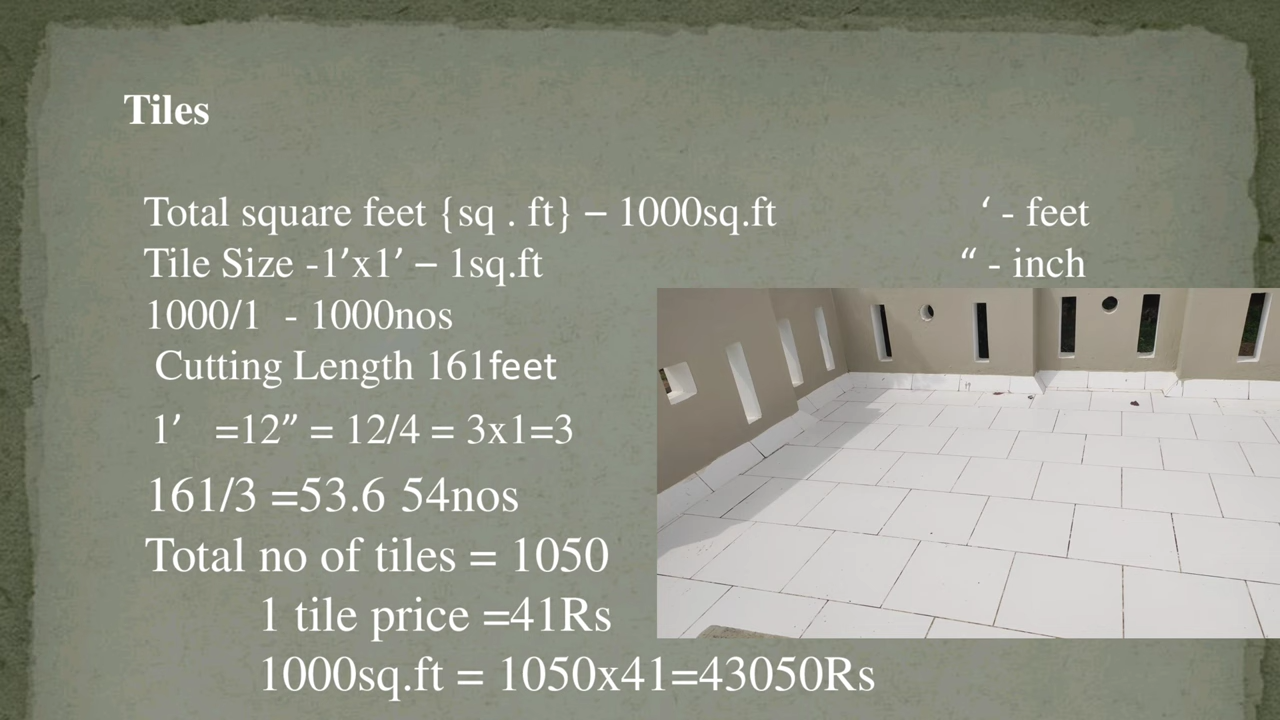 Tiles
Total square feet {sq . ft} – 1000sq.ft
‘ - feet
Tile Size -1’x1’ – 1sq.ft
“ - inch
1000/1 - 1000nos
Cutting Length 161feet
1’ =12” = 12/4 = 3x1=3
161/3 =53.6 54nos
Total no of tiles = 1050
1 tile price =41Rs
1000sq.ft = 1050x41=43050Rs